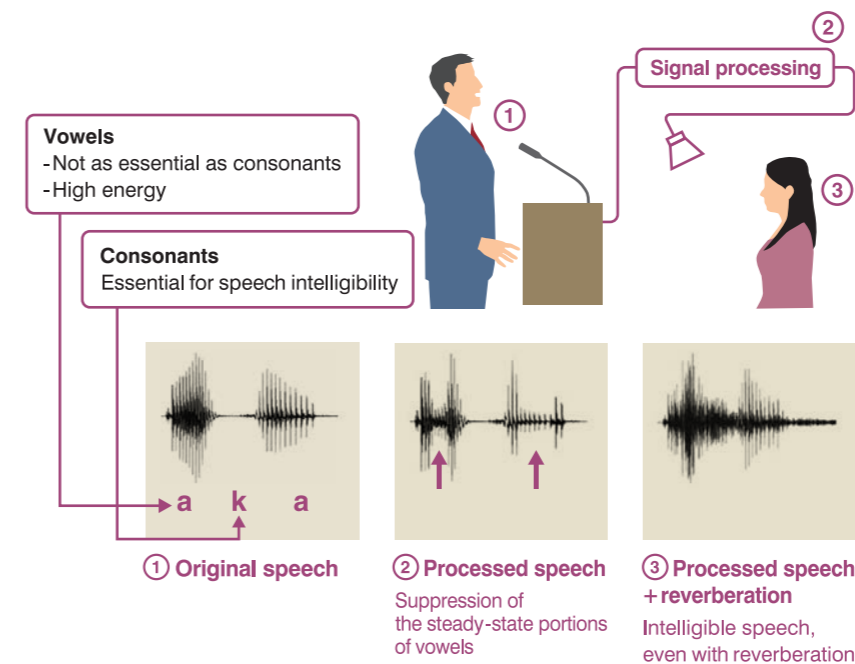 ②
Signal processing
①
③
Vowels
-Not as essential as consonants
-High energy
Consonants
Essential for speech intelligibility
a k a
① Original speech
② Processed speech
Suppression of
the steady-state portions
of vowels
③ Processed speech
+reverberation
Intelligible speech,
even with reverberation